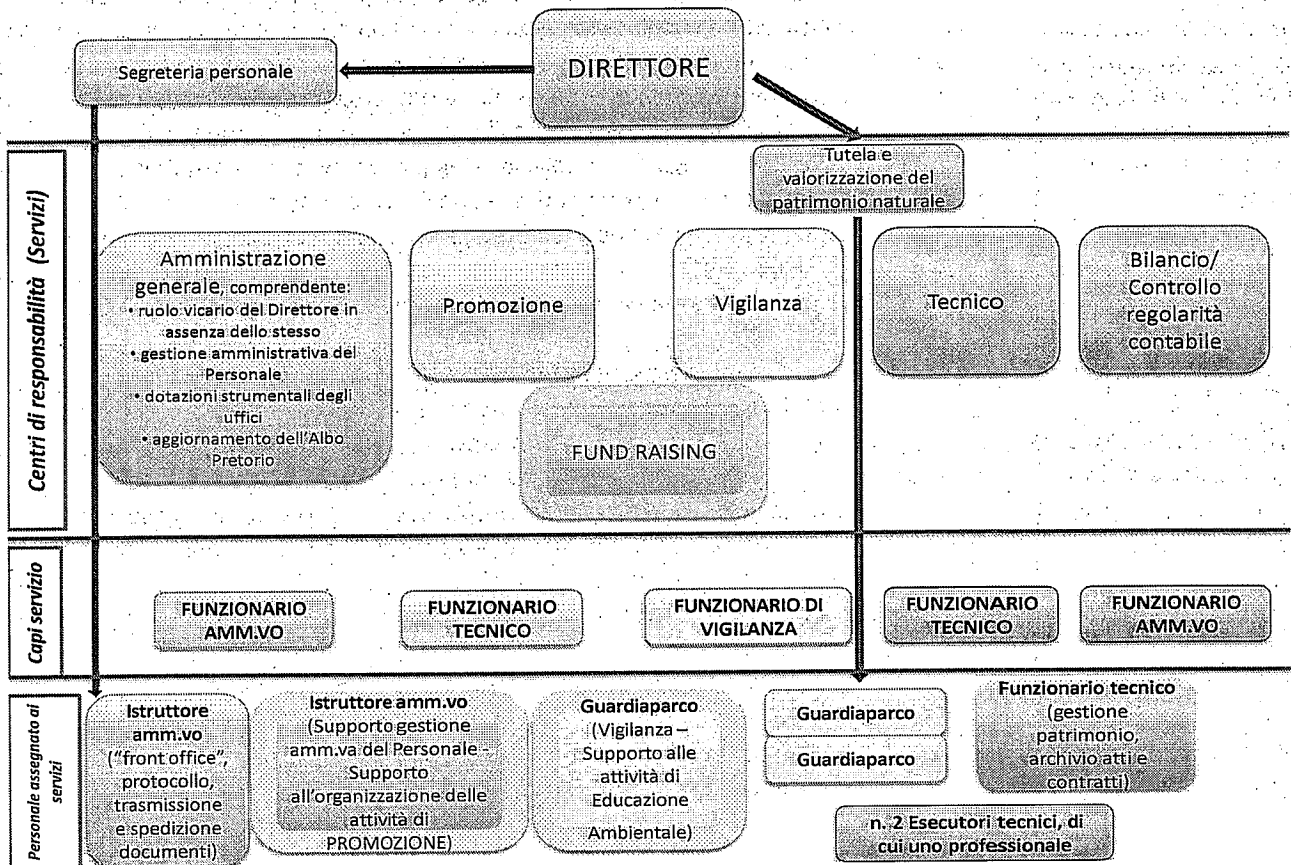 DIRETTORE
Segreteria personale
Tutela e
valorizzazione del
patrimonio naturale
Centri di responsabilità (Servizi)
Amministrazione
generale, comprendente:
• ruolo vicario del Direttore in
assenza dello stesso
• gestione amministrativa del
Personale
• dotazioni strumentali degli
uffici
• aggiornamento dell'Albo
Pretorio
Promozione
Vigilanza
Tecnico
Bilancio/
Controllo
regolarità
contabile
FUND RAISING
Capi servizio
FUNZIONARIO
AMM.VO
FUNZIONARIO
TECNICO
FUNZIONARIO DI
VIGILANZA
FUNZIONARIO
TECNICO
FUNZIONARIO
AMM.VO
Personale assegnato ai
servizi
Istruttore
amm.vo
("front office",
protocollo,
trasmissione
e spedizione
documenti)
Istruttore amm.vo
(Supporto gestione
amm.va del Personale -
Supporto
all'organizzazione delle
attività di
PROMOZIONE)
Guardiaparco
(Vigilanza –
Supporto alle
attività di
Educazione
Ambientale)
Guardiaparco
Guardiaparco
Funzionario tecnico
(gestione
patrimonio,
archivio atti e
contratti)
n. 2 Esecutori tecnici, di
cui uno professionale